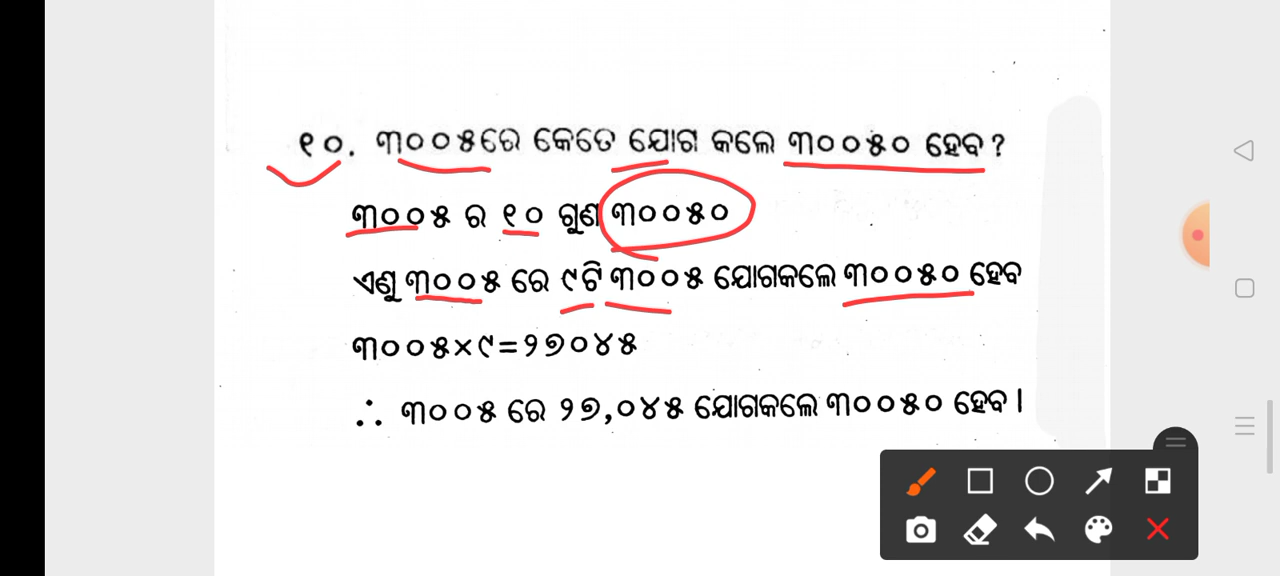 ୧୦. ୩୦୦୫ରେ କେତେ ଯୋଗ କଲେ ୩୦୦୫୦ ହେବ ?
୩୦୦୫ ର ୧୦ ଗୁଣ ୩୦୦୫୦
ଏଣୁ ୩୦୦୫ ରେ ୯ଟି ୩୦୦୫ ଯୋଗକଲେ ୩୦୦୫୦ ହେବ
୩୦୦୫×୯=୨୭୦୪୫
∴ ୩୦୦୫ ରେ ୨୭,୦୪୫ ଯୋଗକଲେ ୩୦୦୫୦ ହେବ।